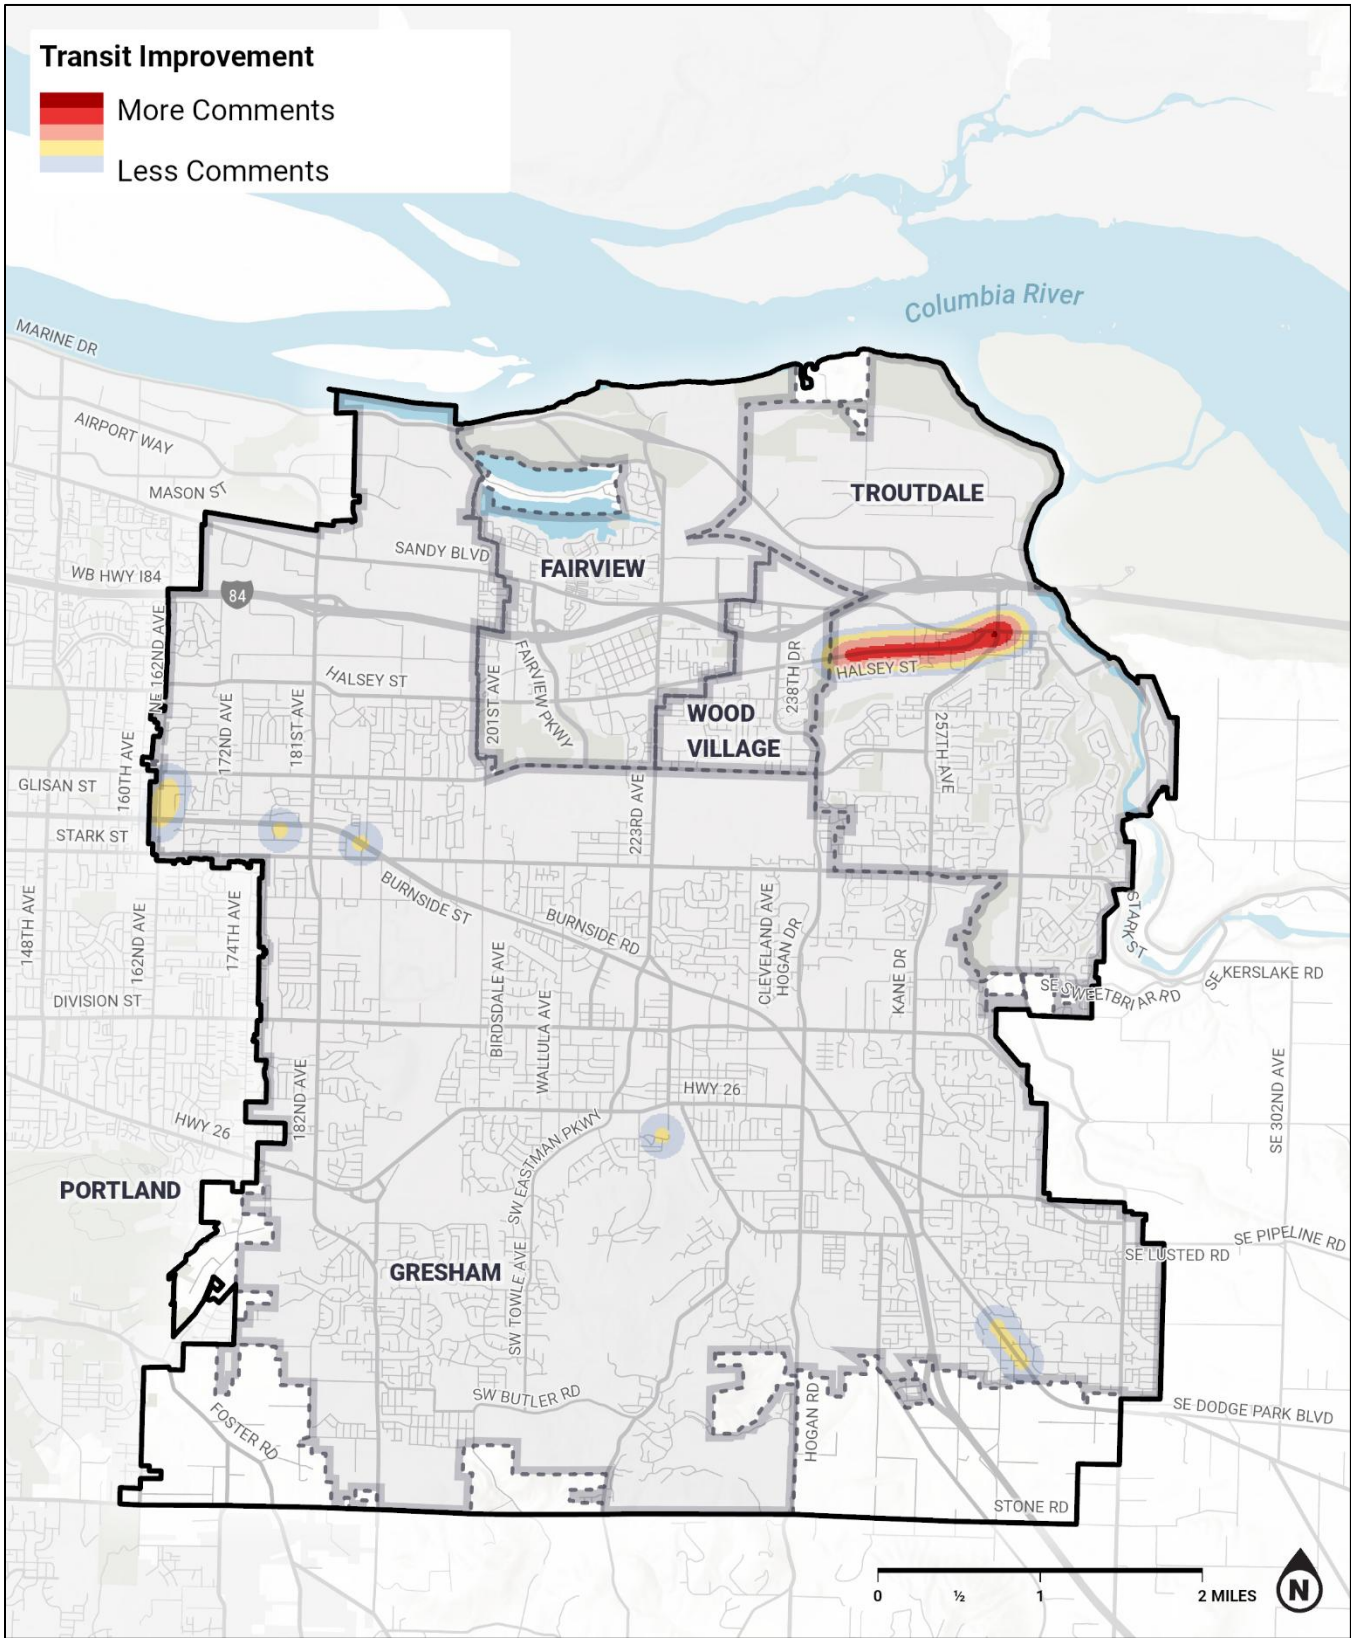 Transit Improvement
More Comments
Less Comments
Columbia River
MARINE DR
AIRPORT WAY
MASON ST
TROUTDALE
SANDY BLVD
FAIRVIEW
WB HWY I84
84
NE 162ND AVE
FAIRVIEW PKWY
238TH DR
HALSEY ST
HALSEY ST
201ST AVE
172ND AVE
181ST AVE
WOOD
VILLAGE
257TH AVE
160TH AVE
GLISAN ST
223RD AVE
STARK ST
BURNSIDE ST
BURNSIDE RD
148TH AVE
162ND AVE
174TH AVE
CLEVELAND AVE
HOGAN DR
STARK ST
BIRDSDALE AVE
KANE DR
SE KERSLAKE RD
SE SWEETBRIAR RD
DIVISION ST
WALLULA AVE
HWY 26
182ND AVE
SE 302ND AVE
HWY 26
SW EASTMAN PKWY
PORTLAND
SE PIPELINE RD
SE LUSTED RD
GRESHAM
SW TOWLE AVE
SW BUTLER RD
HOGAN RD
SE DODGE PARK BLVD
FOSTER RD
STONE RD
0 ½ 1 2 MILES
N